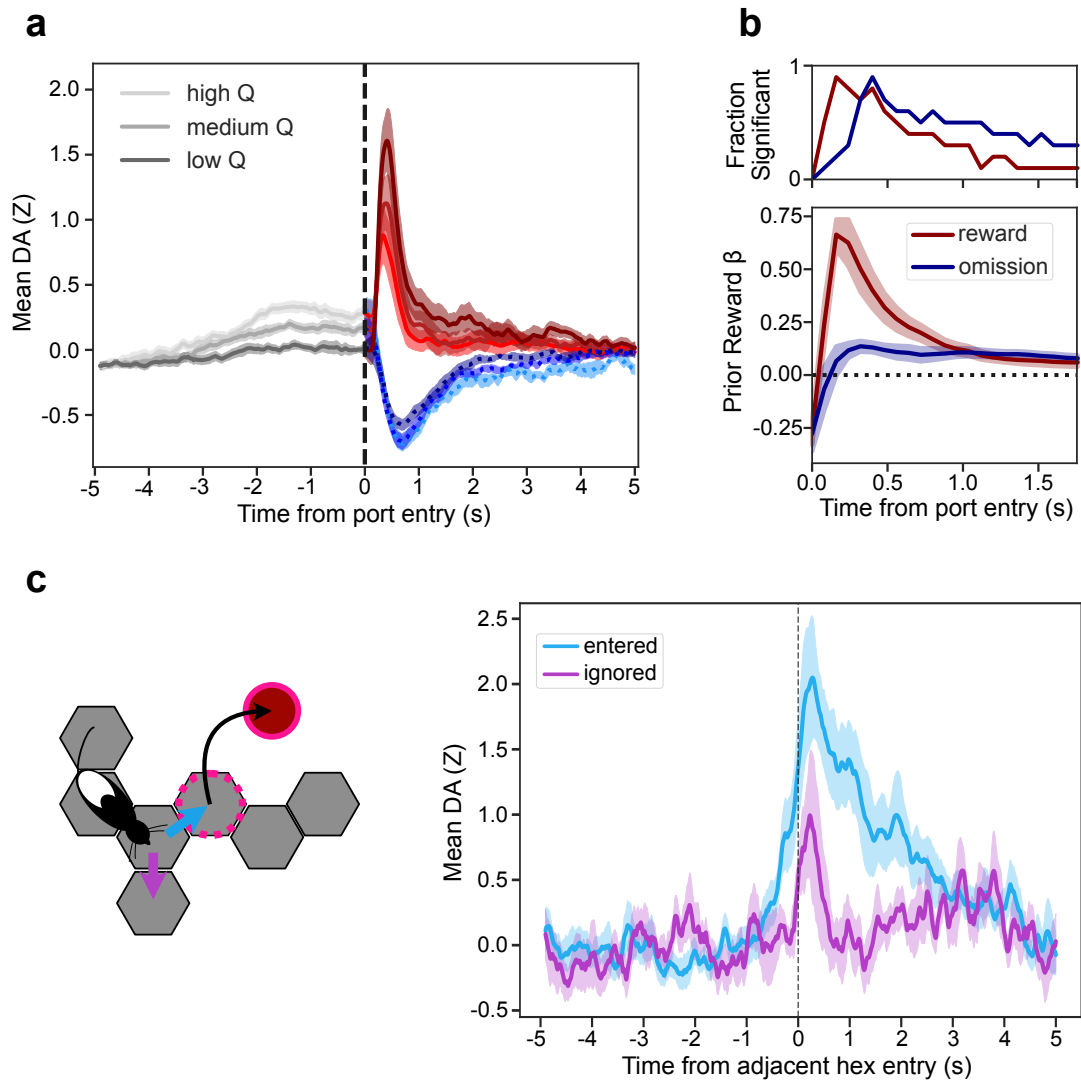 a
2.0
1.5
1.0
0.5
0.0
-0.5
Mean DA (Z)
high Q
medium Q
low Q
-5 -4 -3 -2 -1 0 1 2 3 4 5
Time from port entry (s)
b
1
0
Fraction
Significant
0.75
0.50
0.25
0.00
-0.25
Prior Reward β
reward
omission
0.0 0.5 1.0 1.5
Time from port entry (s)
c
2.5
2.0
1.5
1.0
0.5
0.0
-0.5
Mean DA (Z)
entered
ignored
-5 -4 -3 -2 -1 0 1 2 3 4 5
Time from adjacent hex entry (s)